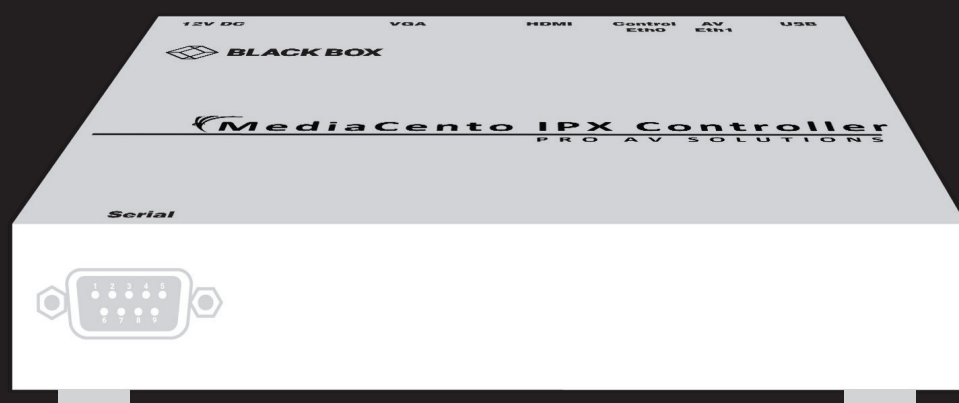 12V DC VGA HDMI Control Eth0 AV Eth1 USB
BLACK BOX
MediaCento IPX Controller
PRO AV SOLUTIONS
Serial
1 2 3 4 5
6 7 8 9